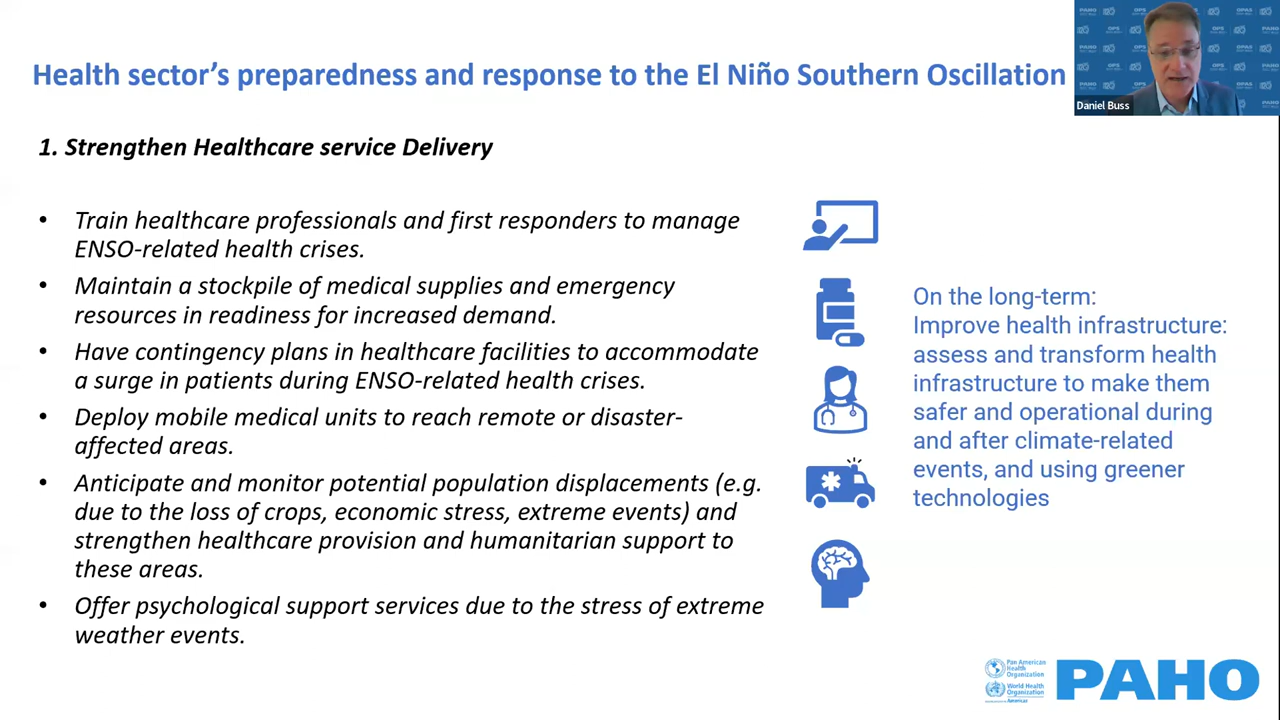 Health sector’s preparedness and response to the El Niño Southern Oscillation
Daniel Buss
1. Strengthen Healthcare service Delivery
• Train healthcare professionals and first responders to manage
ENSO-related health crises.
• Maintain a stockpile of medical supplies and emergency
resources in readiness for increased demand.
• Have contingency plans in healthcare facilities to accommodate
a surge in patients during ENSO-related health crises.
• Deploy mobile medical units to reach remote or disaster-
affected areas.
• Anticipate and monitor potential population displacements (e.g.
due to the loss of crops, economic stress, extreme events) and
strengthen healthcare provision and humanitarian support to
these areas.
• Offer psychological support services due to the stress of extreme
weather events.
On the long-term:
Improve health infrastructure:
assess and transform health
infrastructure to make them
safer and operational during
and after climate-related
events, and using greener
technologies
Pan American
Health
Organization
World Health
Organization
PAHO